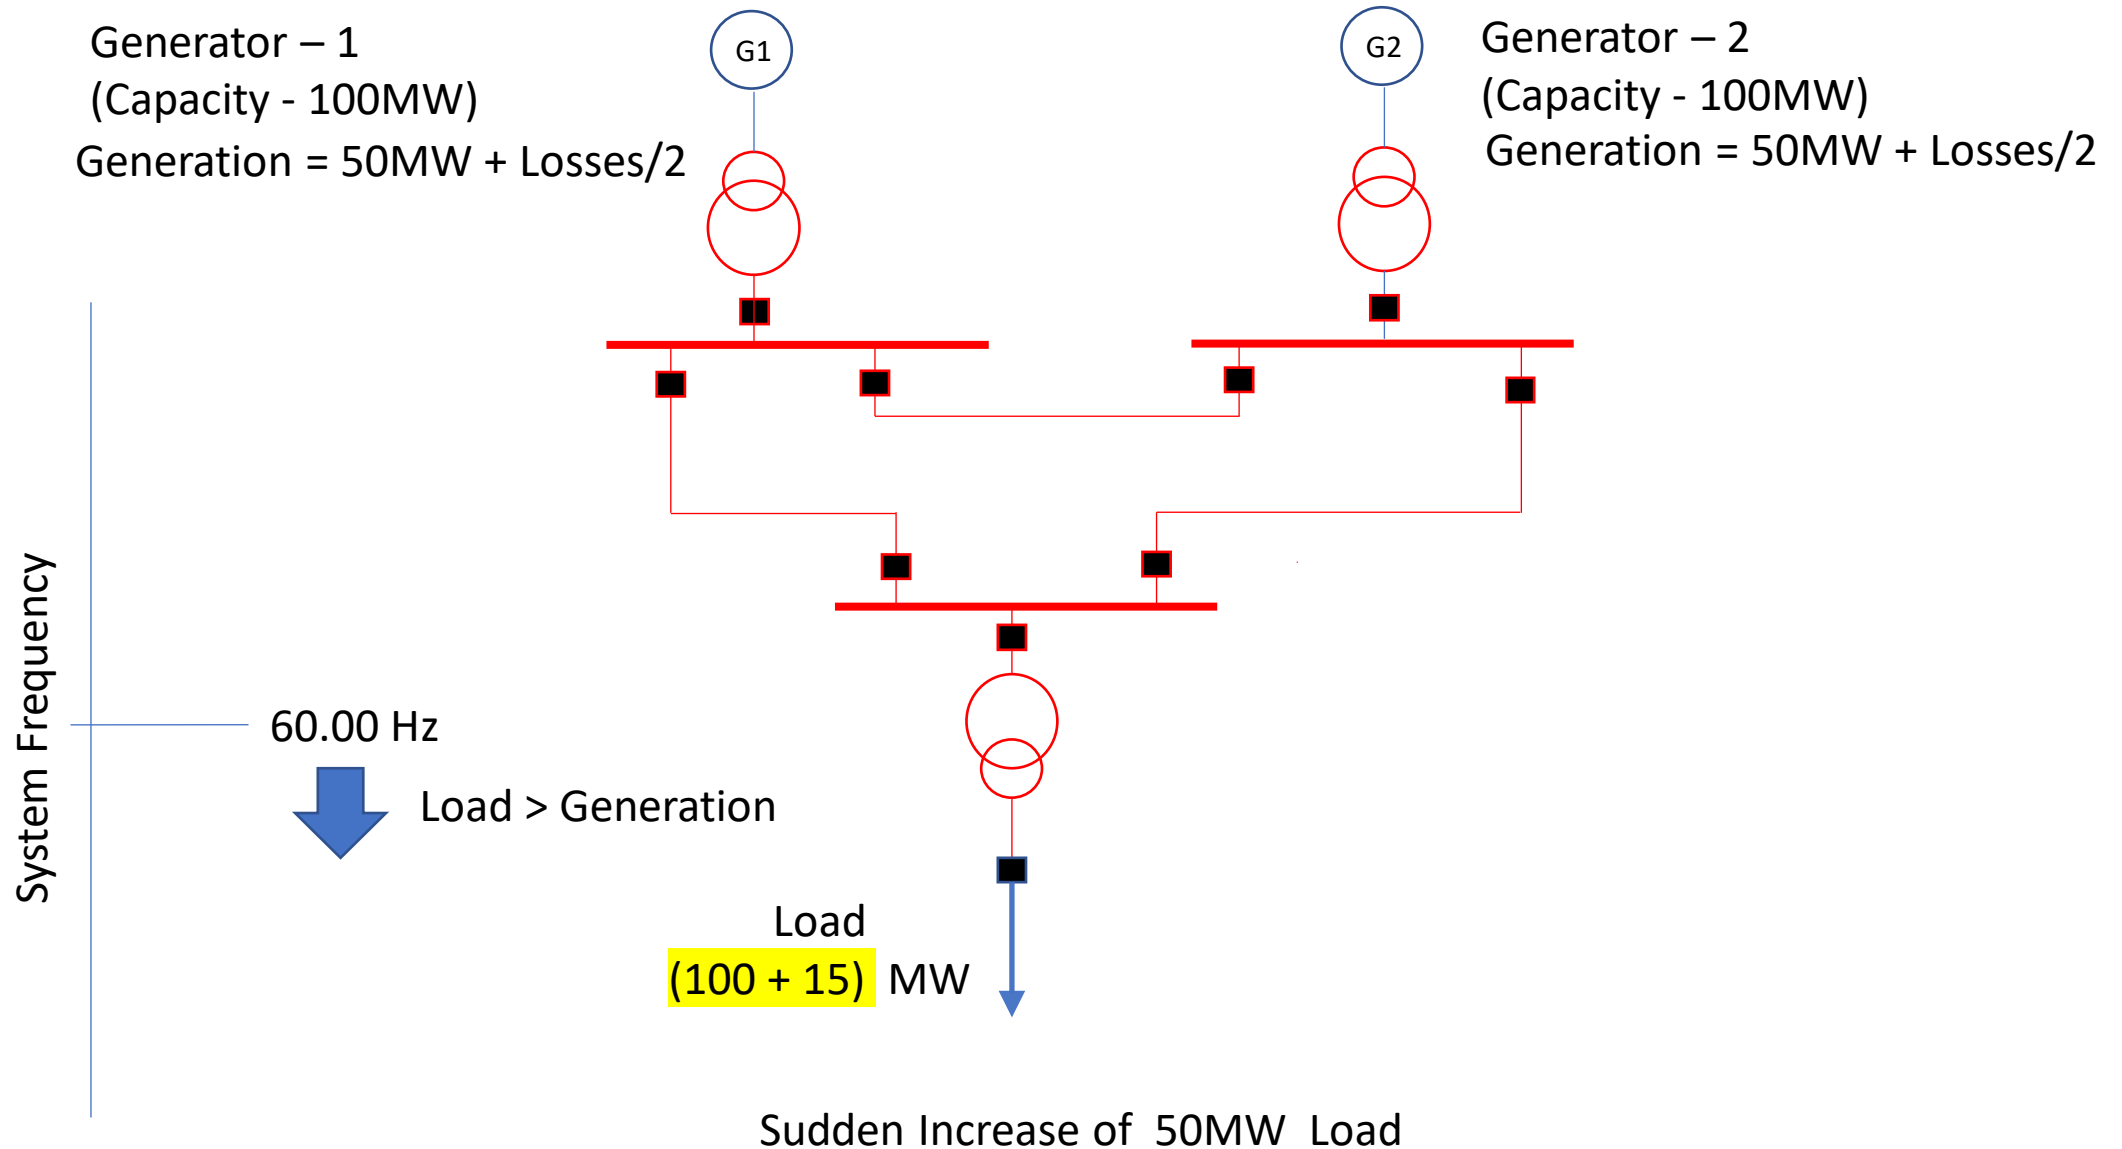 Generator – 1
(Capacity - 100MW)
Generation = 50MW + Losses/2
G1
G2
Generator – 2
(Capacity - 100MW)
Generation = 50MW + Losses/2
System Frequency
60.00 Hz
Load > Generation
Load
(100 + 15) MW
Sudden Increase of 50MW Load